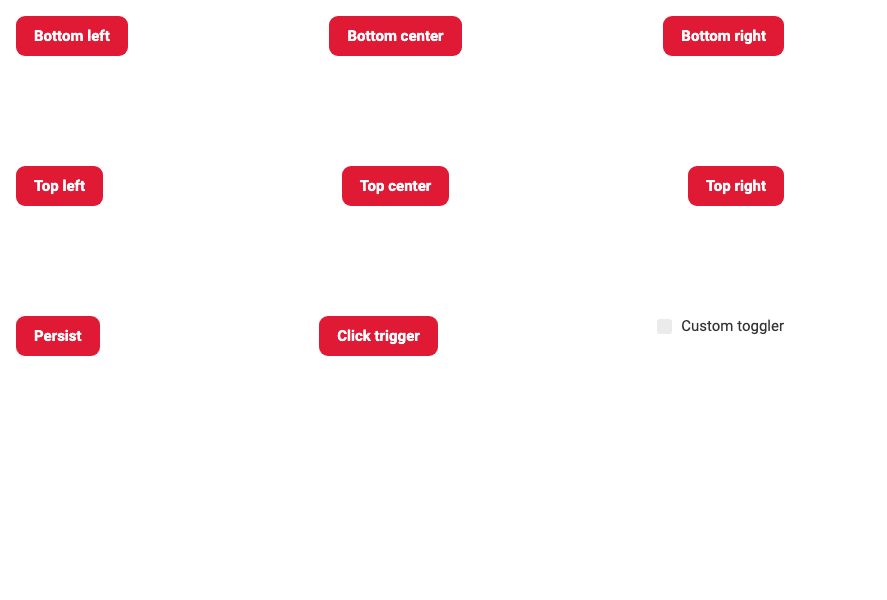 Bottom left
Bottom center
Bottom right
Top left
Top center
Top right
Persist
Click trigger
Custom toggler